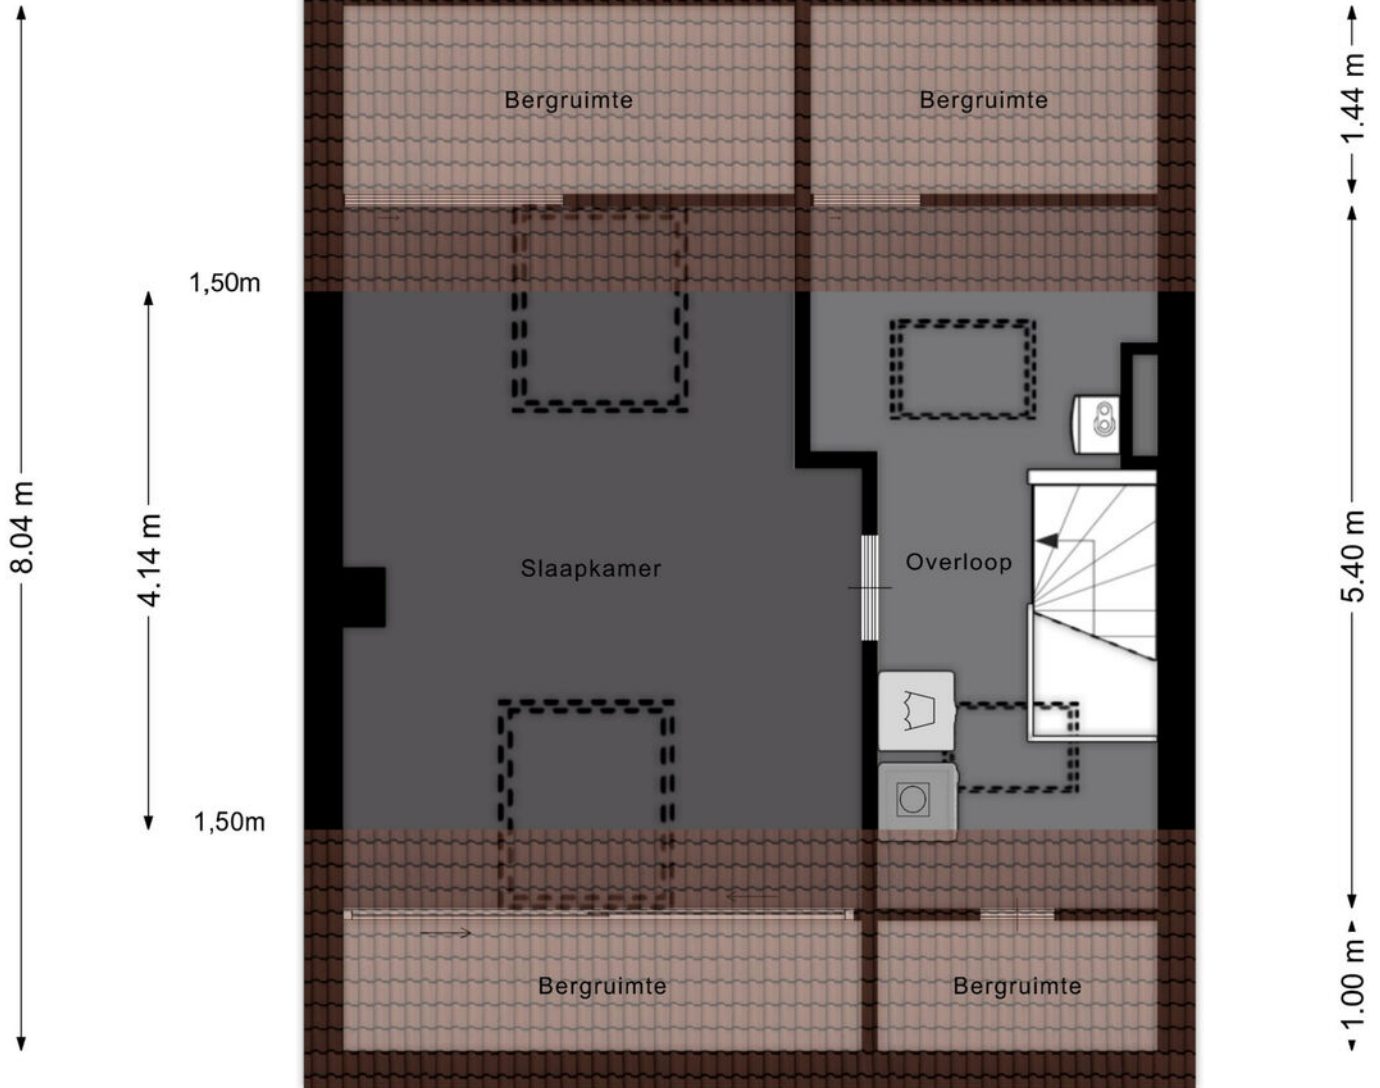 Bergruimte
Bergruimte
1.44 m
1,50m
8.04 m
4.14 m
5.40 m
Slaapkamer
Overloop
1,50m
Bergruimte
Bergruimte
1.00 m